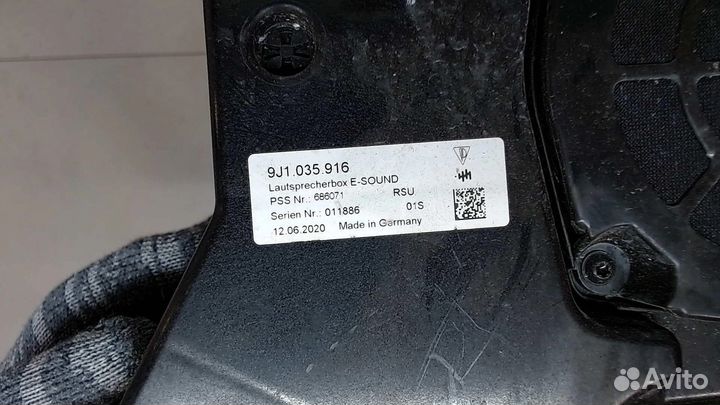 9J1.035.916
Lautsprecherbox E-SOUND
PSS Nr.: 686071 RSU
Serien Nr.: 011886 01S
12.06.2020 Made in Germany
Avito